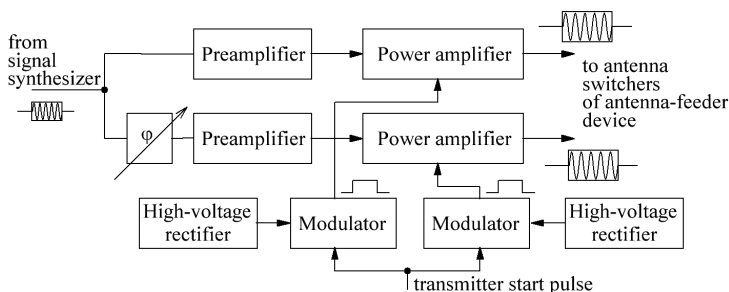 from
signal
synthesizer
Preamplifier
Power amplifier
to antenna
switchers
of antenna-feeder
device
φ
Preamplifier
Power amplifier
High-voltage
rectifier
Modulator
Modulator
High-voltage
rectifier
transmitter start pulse